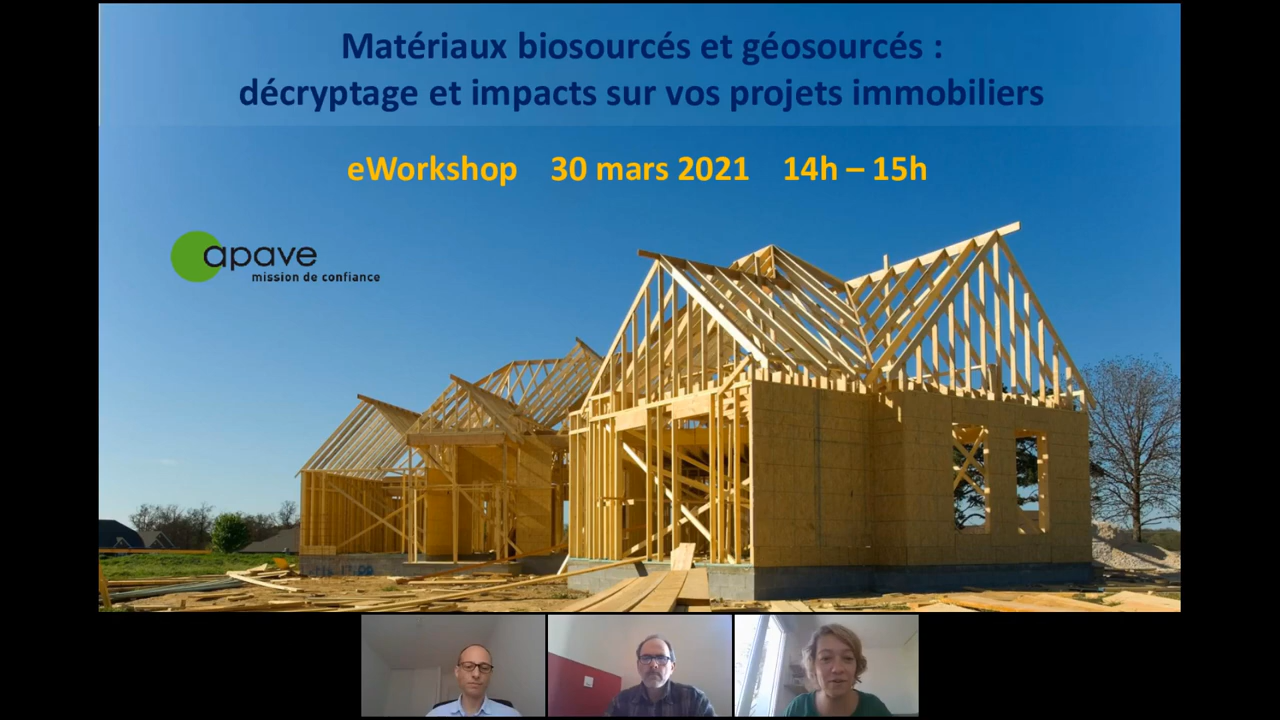 Matériaux biosourcés et géosourcés :
décryptage et impacts sur vos projets immobiliers
eWorkshop 30 mars 2021 14h – 15h
apave
mission de confiance